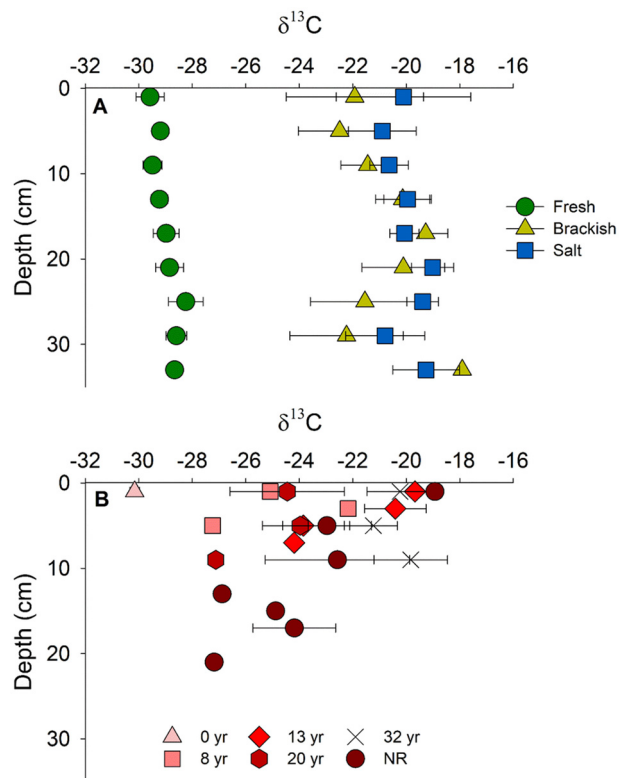 δ13C
-32 -30 -28 -26 -24 -22 -20 -18 -16
A
0
10
20
30
Depth (cm)
Fresh
Brackish
Salt
δ13C
-32 -30 -28 -26 -24 -22 -20 -18 -16
B
0
10
20
30
Depth (cm)
0 yr 13 yr 32 yr
8 yr 20 yr NR